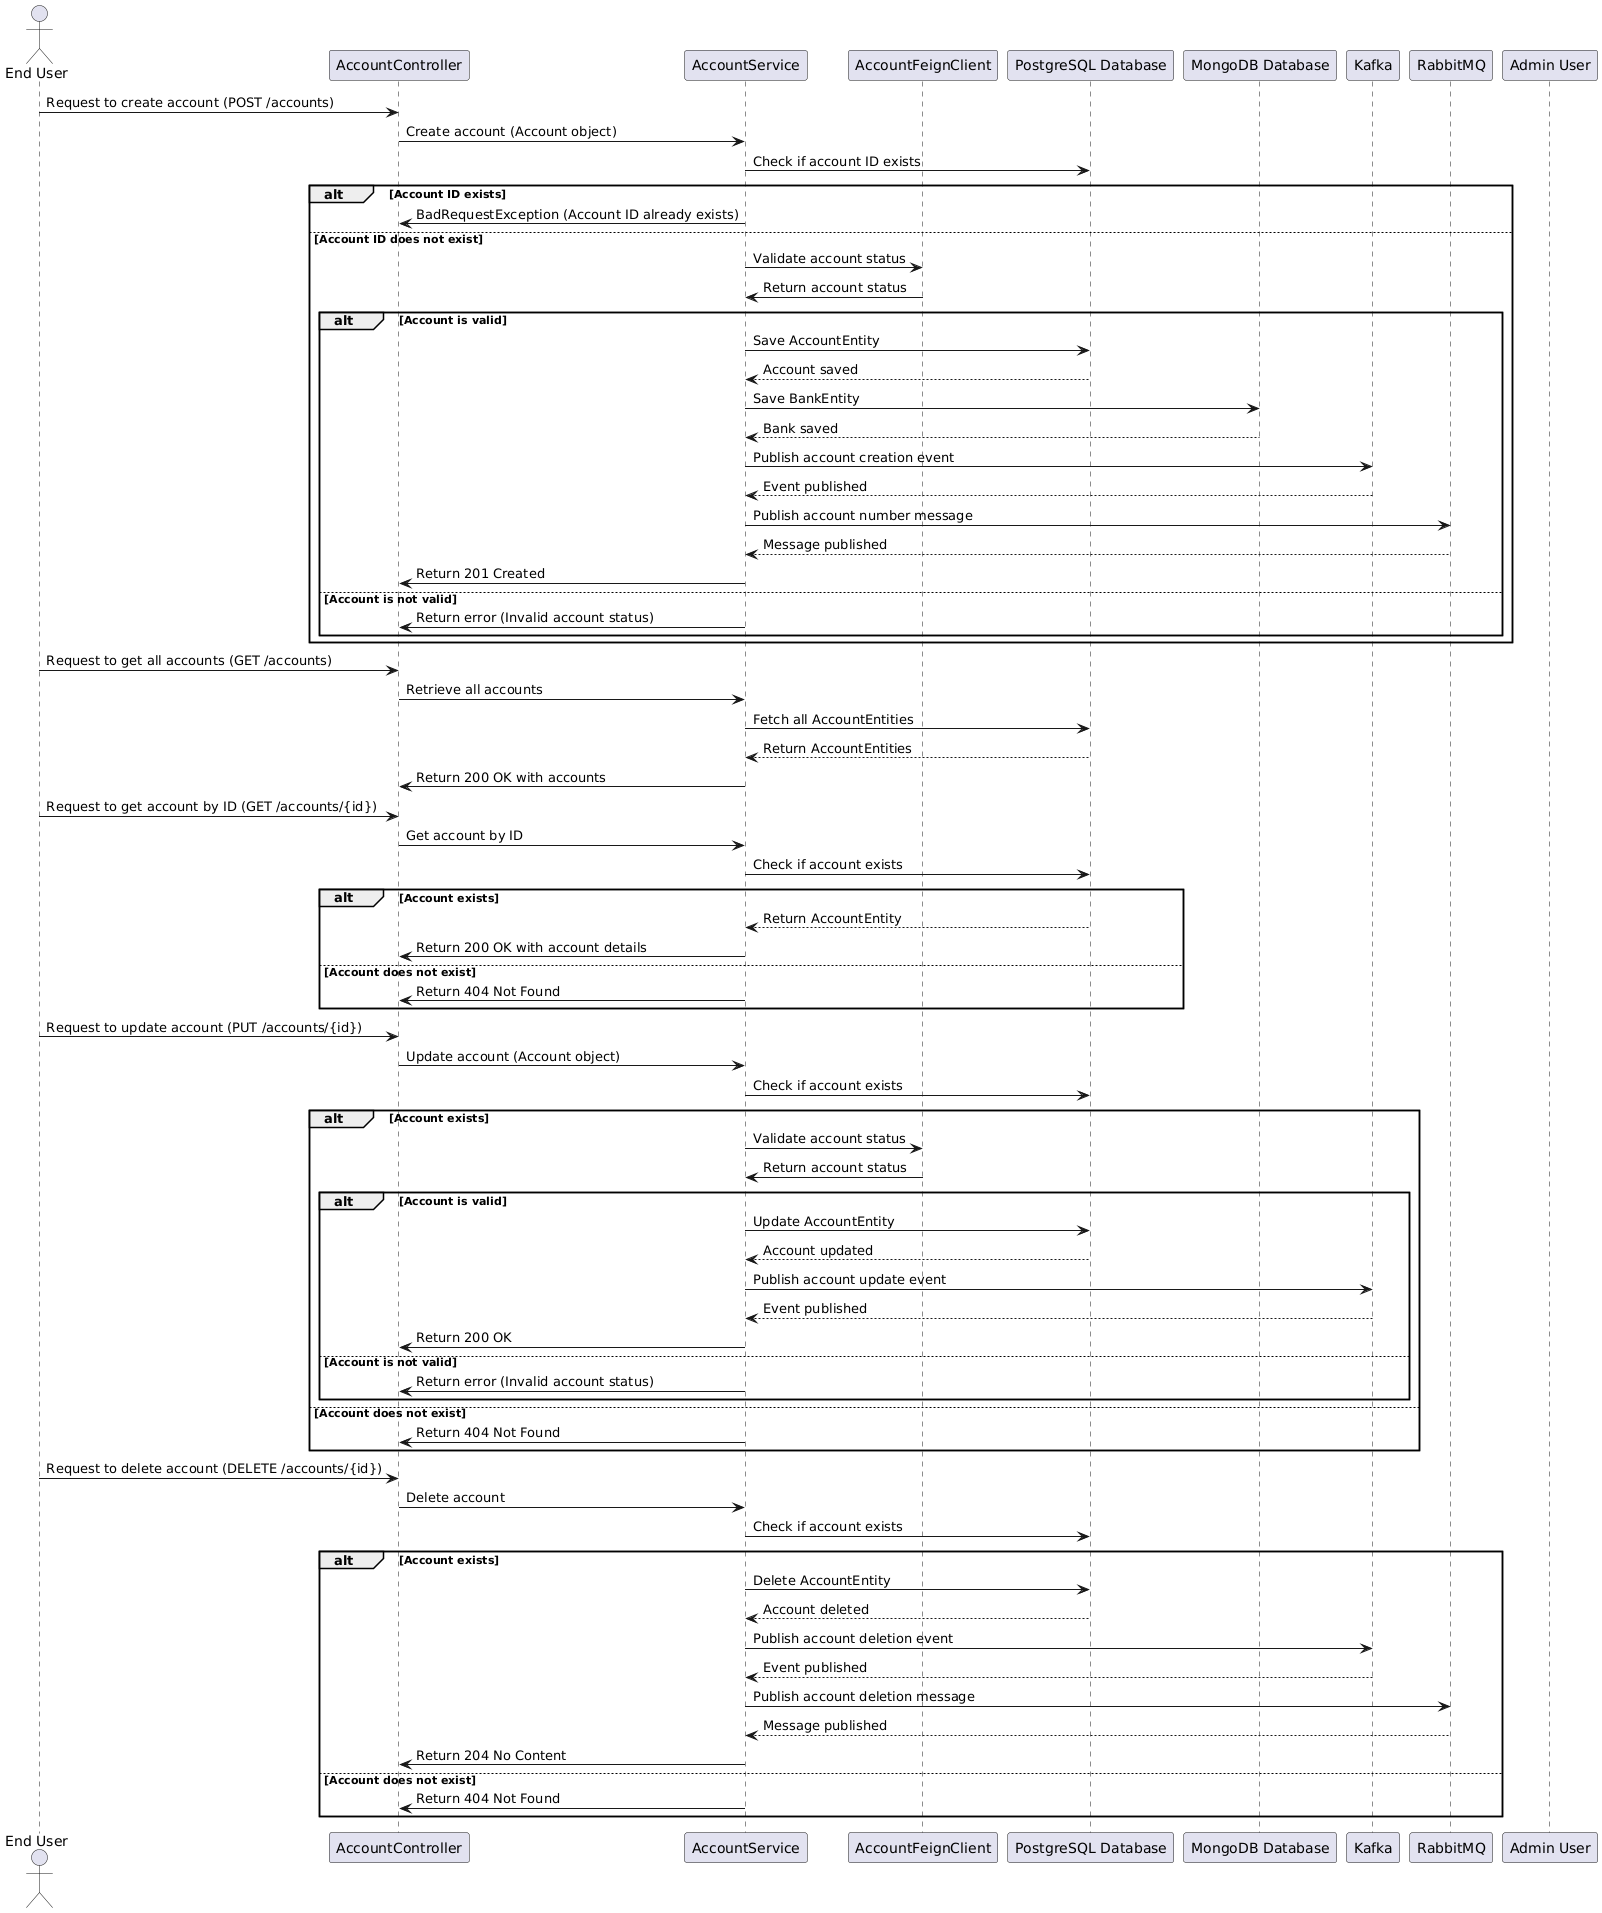 End User
AccountController
AccountService
AccountFeignClient
PostgreSQL Database
MongoDB Database
Kafka
RabbitMQ
Admin User
Request to create account (POST /accounts)
Create account (Account object)
Check if account ID exists
alt
[Account ID exists]
BadRequestException (Account ID already exists)
[Account ID does not exist]
Validate account status
Return account status
alt
[Account is valid]
Save AccountEntity
Account saved
Save BankEntity
Bank saved
Publish account creation event
Event published
Publish account number message
Message published
Return 201 Created
[Account is not valid]
Return error (Invalid account status)
Request to get all accounts (GET /accounts)
Retrieve all accounts
Fetch all AccountEntities
Return AccountEntities
Return 200 OK with accounts
Request to get account by ID (GET /accounts/{id})
Get account by ID
Check if account exists
alt
[Account exists]
Return AccountEntity
Return 200 OK with account details
[Account does not exist]
Return 404 Not Found
Request to update account (PUT /accounts/{id})
Update account (Account object)
Check if account exists
alt
[Account exists]
Validate account status
Return account status
alt
[Account is valid]
Update AccountEntity
Account updated
Publish account update event
Event published
Return 200 OK
[Account is not valid]
Return error (Invalid account status)
[Account does not exist]
Return 404 Not Found
Request to delete account (DELETE /accounts/{id})
Delete account
Check if account exists
alt
[Account exists]
Delete AccountEntity
Account deleted
Publish account deletion event
Event published
Publish account deletion message
Message published
Return 204 No Content
[Account does not exist]
Return 404 Not Found
End User
AccountController
AccountService
AccountFeignClient
PostgreSQL Database
MongoDB Database
Kafka
RabbitMQ
Admin User